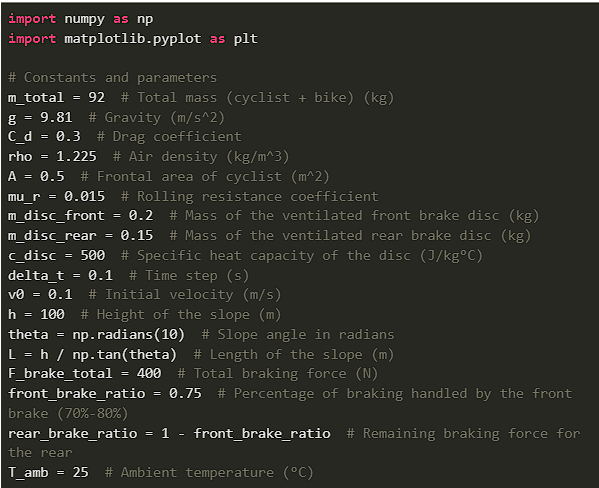 import numpy as np
import matplotlib.pyplot as plt
# Constants and parameters
m_total = 92  # Total mass (cyclist + bike) (kg)
g = 9.81  # Gravity (m/s^2)
C_d = 0.3  # Drag coefficient
rho = 1.225  # Air density (kg/m^3)
A = 0.5  # Frontal area of cyclist (m^2)
mu_r = 0.015  # Rolling resistance coefficient
m_disc_front = 0.2  # Mass of the ventilated front brake disc (kg)
m_disc_rear = 0.15  # Mass of the ventilated rear brake disc (kg)
c_disc = 500  # Specific heat capacity of the disc (J/kg°C)
delta_t = 0.1  # Time step (s)
v0 = 0.1  # Initial velocity (m/s)
h = 100  # Height of the slope (m)
theta = np.radians(10)  # Slope angle in radians
L = h / np.tan(theta)  # Length of the slope (m)
F_brake_total = 400  # Total braking force (N)
front_brake_ratio = 0.75  # Percentage of braking handled by the front
brake (70%-80%)
rear_brake_ratio = 1 - front_brake_ratio  # Remaining braking force for
the rear
T_amb = 25  # Ambient temperature (°C)